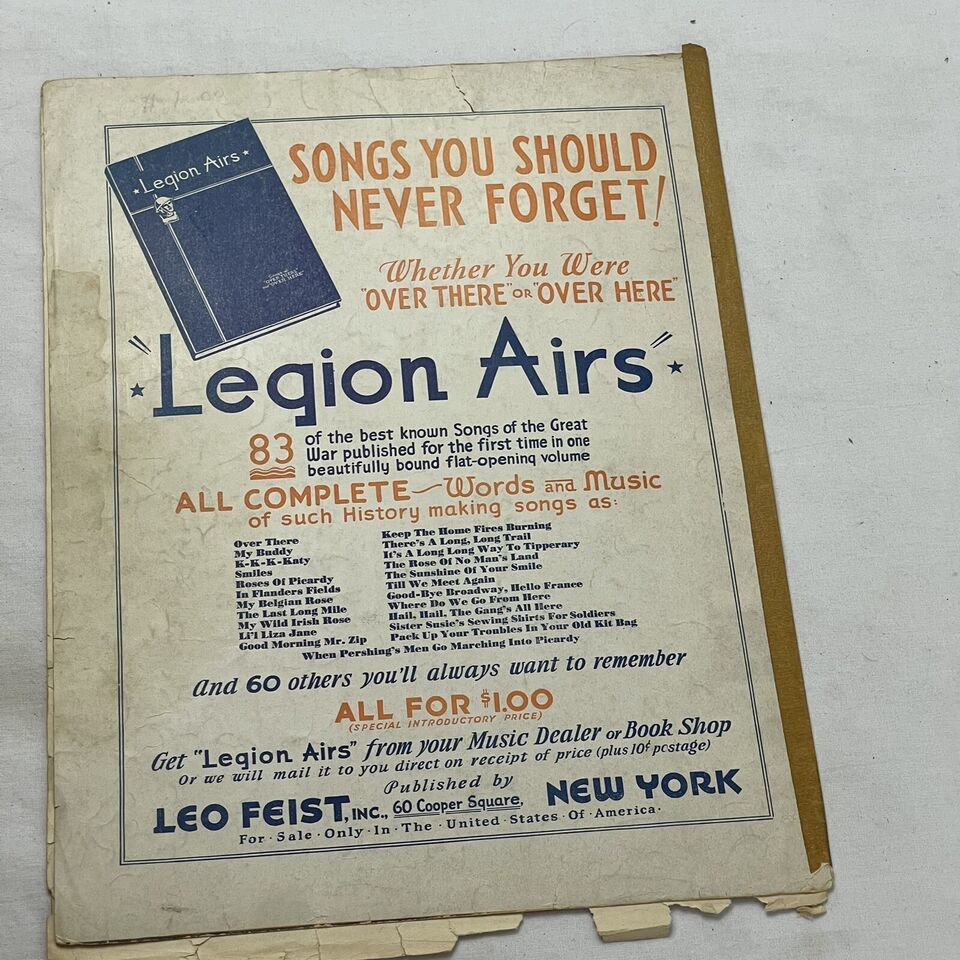 $1.00
Legion Airs
SONGS OF
"OVER THERE"
AND "OVER HERE"
SONGS YOU SHOULD
NEVER FORGET!
Whether You Were
"OVER THERE" OR "OVER HERE"
"Legion Airs"
83 of the best known Songs of the Great
War published for the first time in one
beautifully bound flat-opening volume
ALL COMPLETE—Words and Music
of such History making songs as:
Over There
My Buddy
K-K-K-Katy
Smiles
Roses Of Picardy
In Flanders Fields
My Belgian Rose
The Last Long Mile
My Wild Irish Rose
Li'l Liza Jane
Good Morning Mr. Zip
Keep The Home Fires Burning
There's A Long, Long Trail
It's A Long Long Way To Tipperary
The Rose Of No Man's Land
The Sunshine Of Your Smile
Till We Meet Again
Good-Bye Broadway, Hello France
Where Do We Go From Here
Hail, Hail, The Gang's All Here
Sister Susie's Sewing Shirts For Soldiers
Pack Up Your Troubles In Your Old Kit Bag
When Pershing's Men Go Marching Into Picardy
And 60 others you'll always want to remember
ALL FOR $1.00
(SPECIAL INTRODUCTORY PRICE)
Get "Legion Airs" from your Music Dealer or Book Shop
Or we will mail it to you direct on receipt of price (plus 10¢ postage)
Published by
LEO FEIST, INC., 60 Cooper Square, NEW YORK
For · Sale · Only · In · The · United · States · Of · America ·